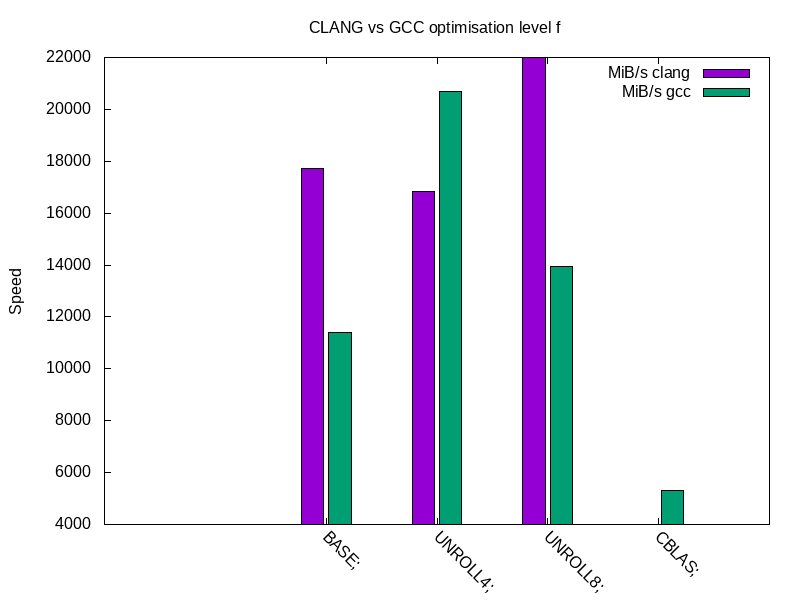 CLANG vs GCC optimisation level f
22000
20000
18000
16000
14000
12000
10000
8000
6000
4000
Speed
MiB/s clang
MiB/s gcc
BASE;
UNROLL4;
UNROLL8;
CBLAS;